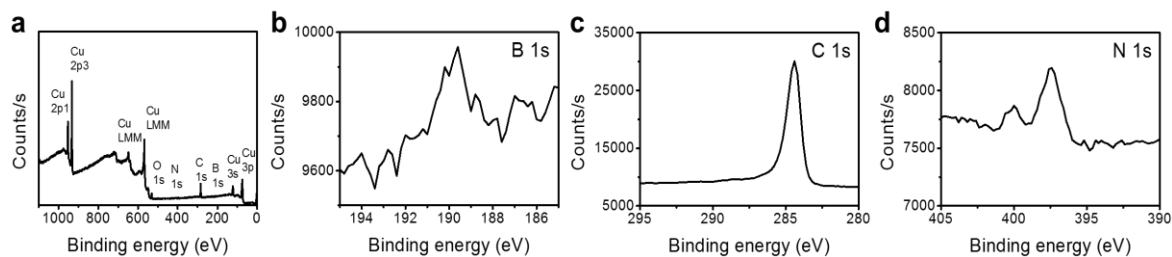 a
Cu
2p3
Cu
2p1
Cu
LMM
Cu
LMM
O
1s
N
1s
C
1s
B
1s
Cu
3s
Cu
3p
1000 800 600 400 200 0
Binding energy (eV)
Counts/s
b
B 1s
10000
9800
9600
194 192 190 188 186
Binding energy (eV)
Counts/s
c
C 1s
35000
25000
15000
5000
295 290 285 280
Binding energy (eV)
Counts/s
d
N 1s
8500
8000
7500
7000
405 400 395 390
Binding energy (eV)
Counts/s